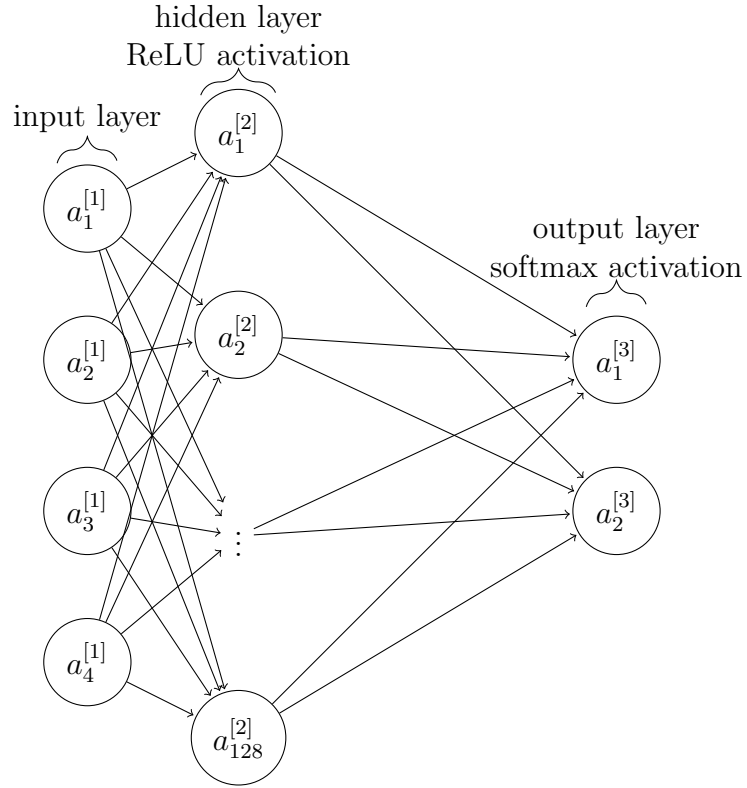 hidden layer
ReLU activation
input layer
a_1^{[2]}
a_1^{[1]}
output layer
softmax activation
a_2^{[2]}
a_2^{[1]}
a_1^{[3]}
a_3^{[1]}
a_2^{[3]}
⋮
a_4^{[1]}
a_{128}^{[2]}